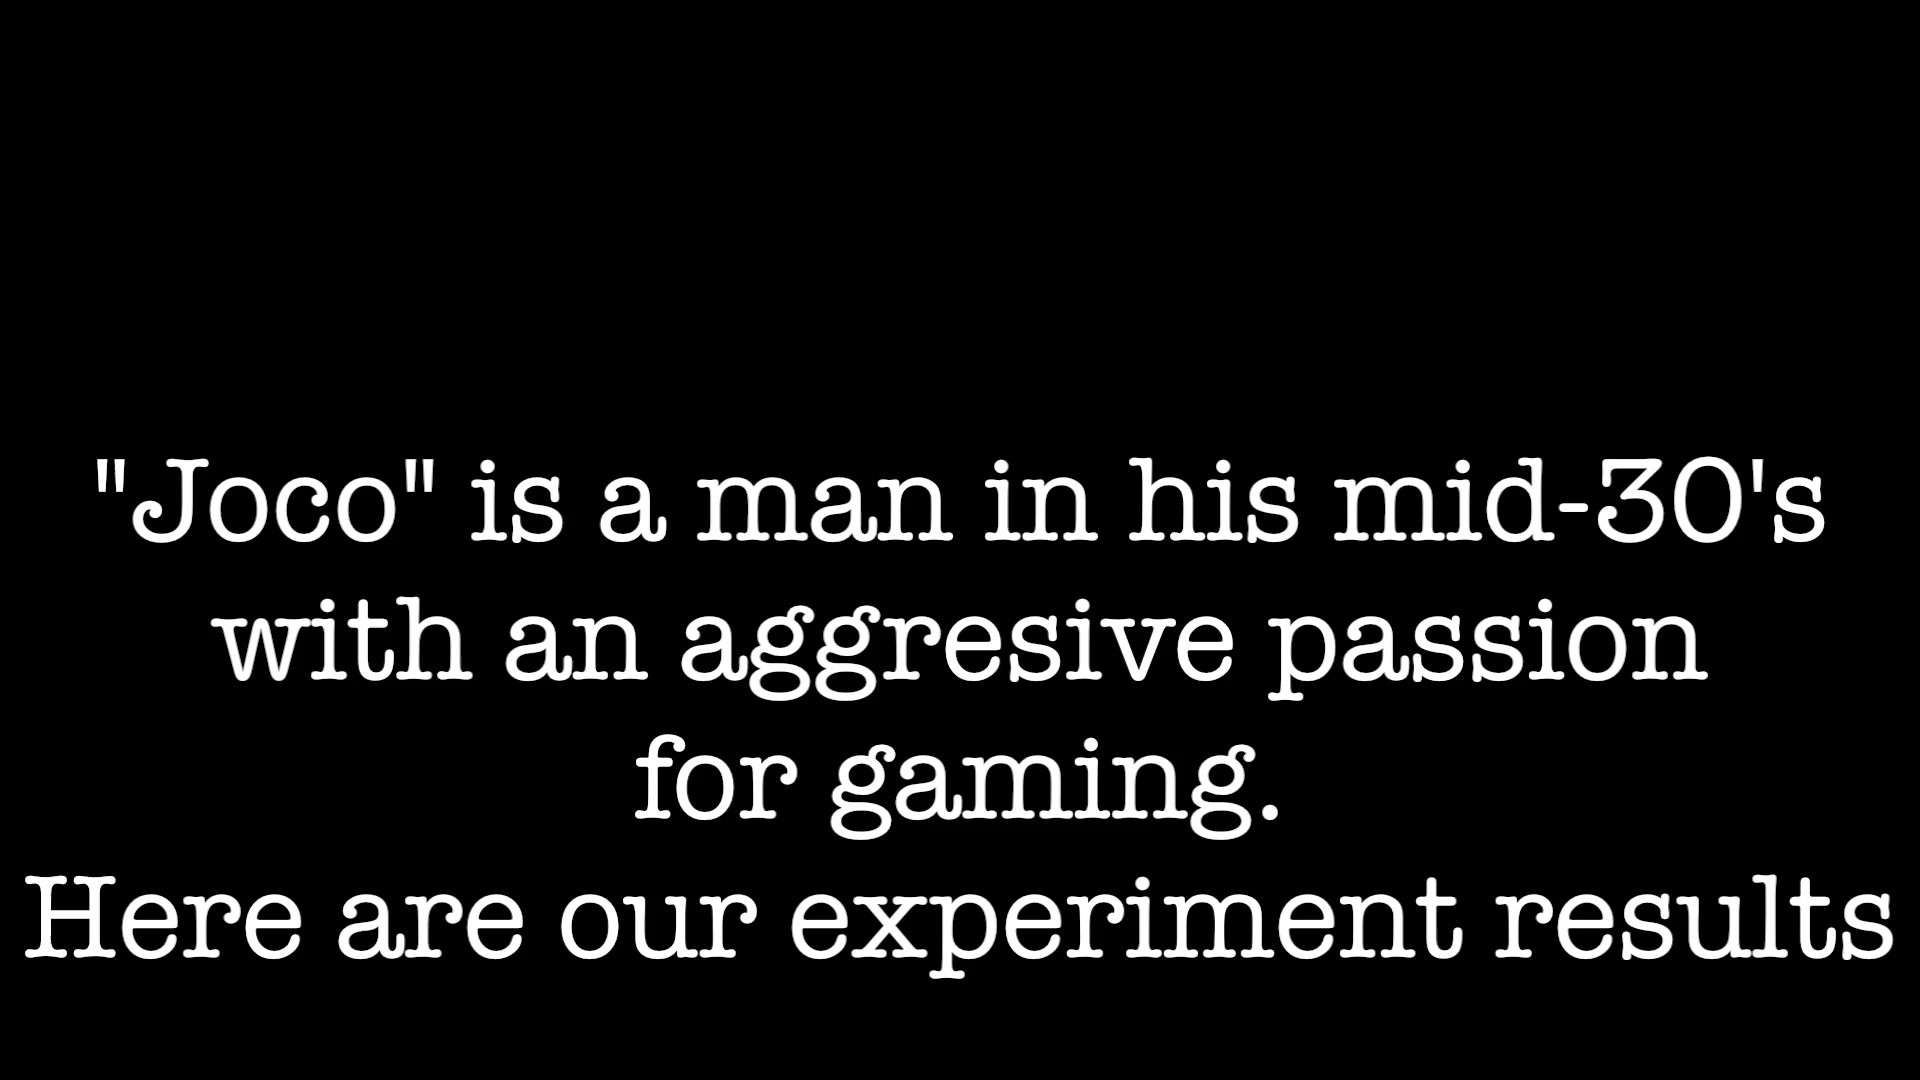 "Joco" is a man in his mid-30's
with an aggresive passion
for gaming.
Here are our experiment results